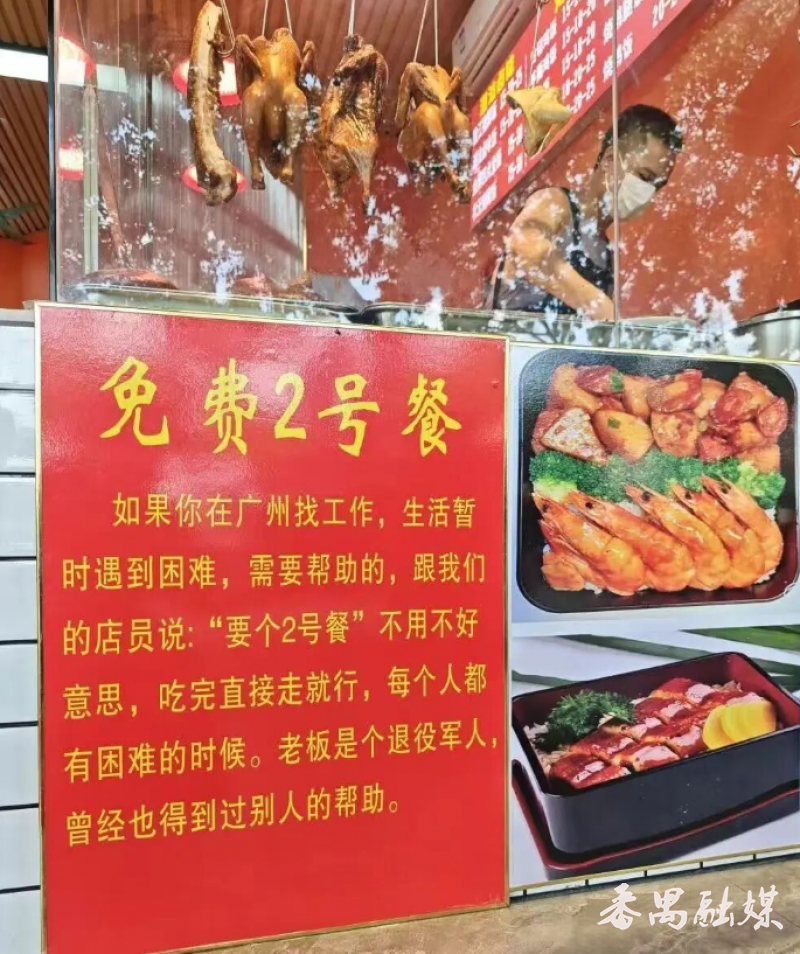 免费2号餐
如果你在广州找工作，生活暂
时遇到困难，需要帮助的，跟我们
的店员说:“要个2号餐”不用不好
意思，吃完直接走就行，每个人都
有困难的时候。老板是个退役军人，
曾经也得到过别人的帮助。
番禺融媒